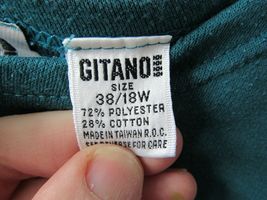 GITANO
SIZE
38/18W
72% POLYESTER
28% COTTON
MADE IN TAIWAN R.O.C.
SEE REVERSE FOR CARE